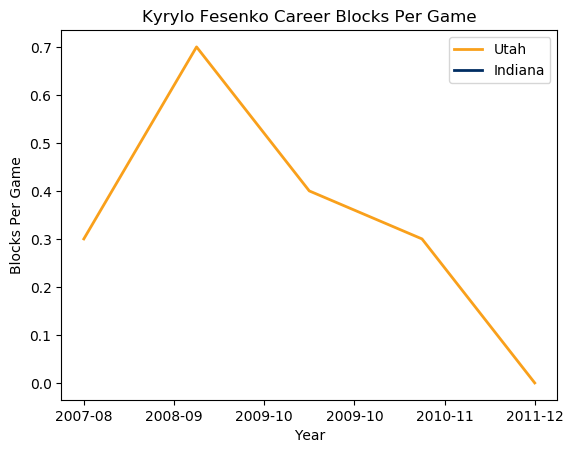 Kyrylo Fesenko Career Blocks Per Game
Utah
Indiana
0.7
0.6
0.5
0.4
0.3
0.2
0.1
0.0
Blocks Per Game
2007-08 2008-09 2009-10 2009-10 2010-11 2011-12
Year